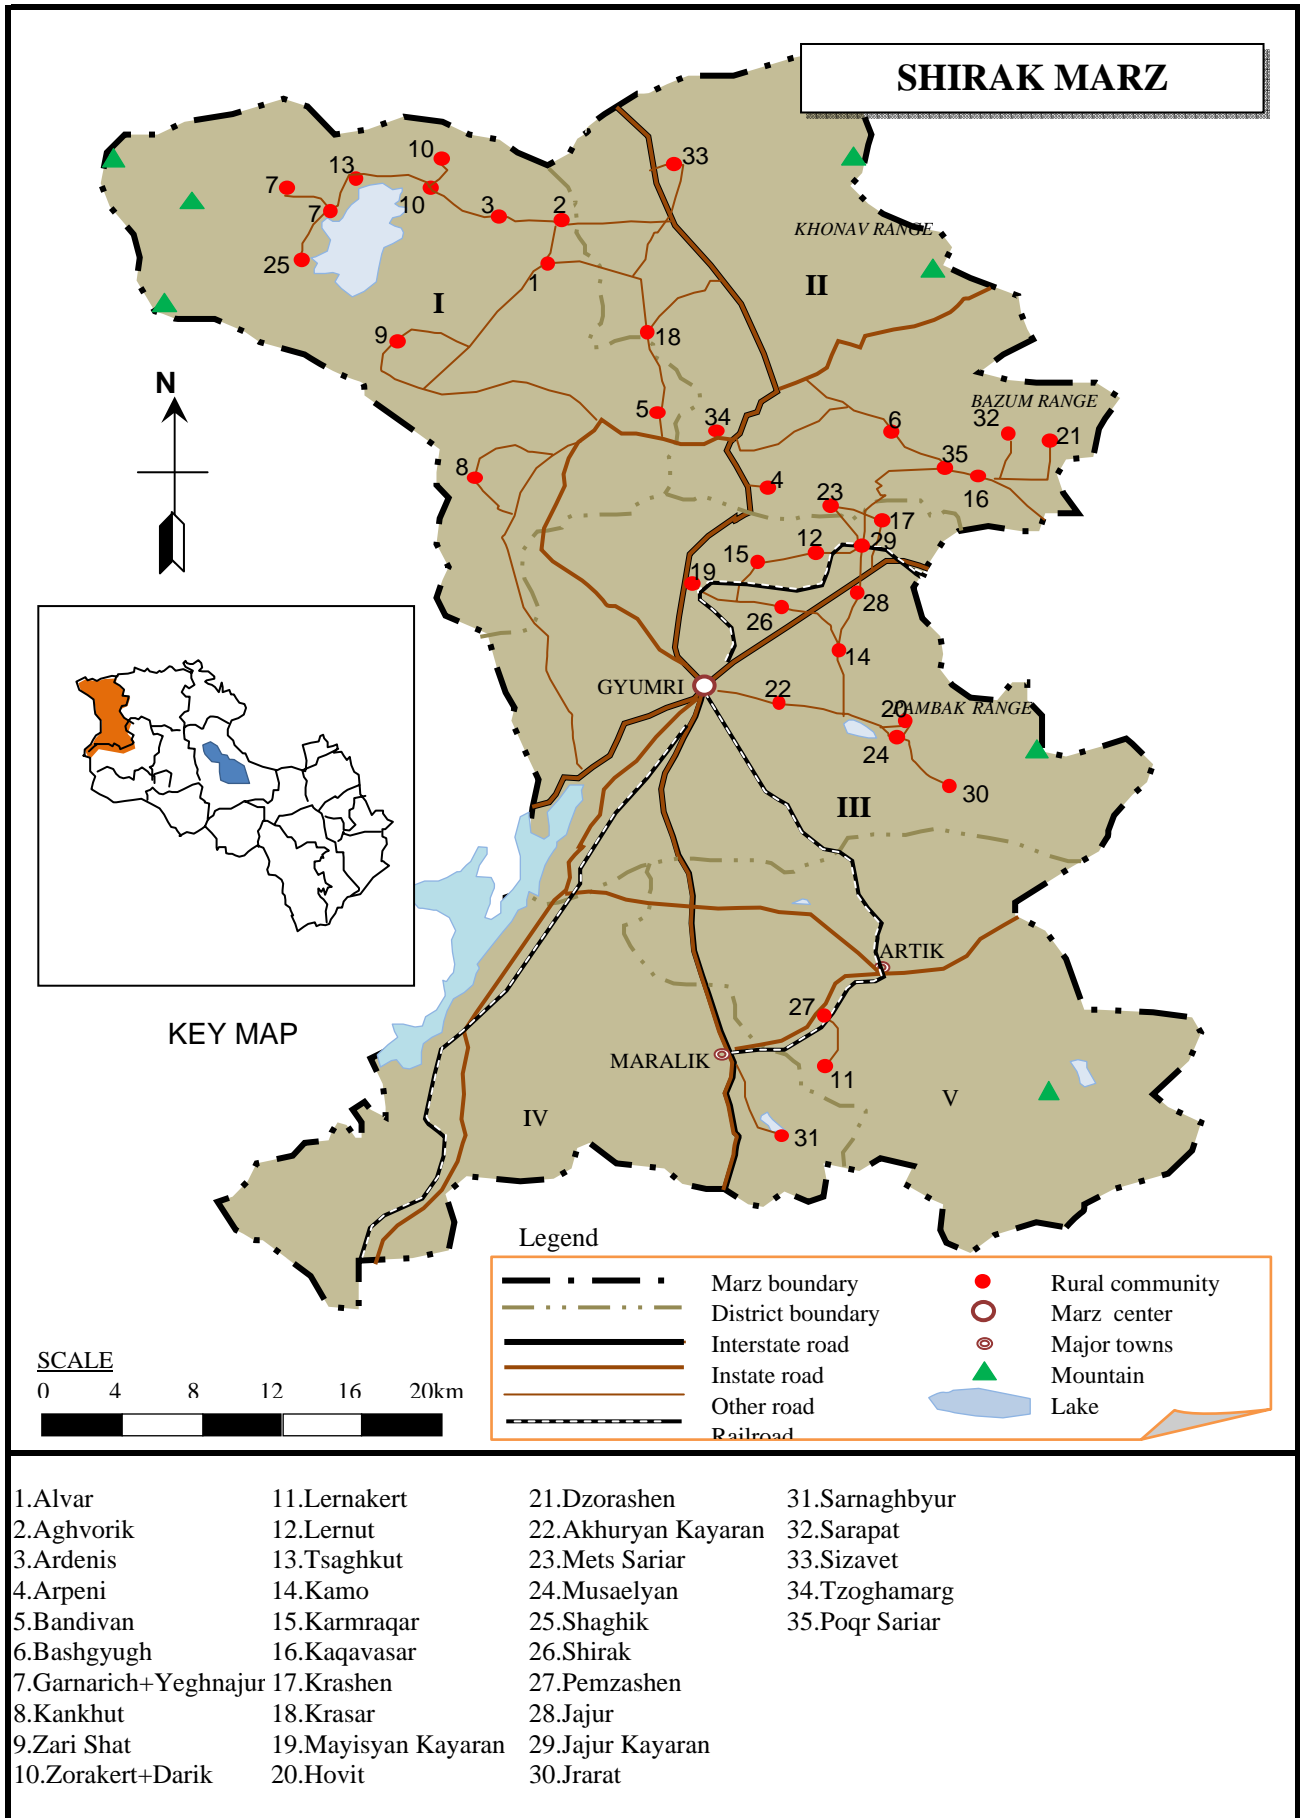 SHIRAK MARZ
10
33
13
7
10
7
3
2
KHONAV RANGE
25
1
II
I
9
18
N
BAZUM RANGE
5
34
6
32
21
8
35
4
16
23
17
12
29
15
19
26
28
14
GYUMRI
22
20
PAMBAK RANGE
24
30
III
ARTIK
27
KEY MAP
MARALIK
11
V
IV
31
Legend
Marz boundary
District boundary
Interstate road
Instate road
Other road
Railroad
Rural community
Marz center
Major towns
Mountain
Lake
SCALE
0 4 8 12 16 20km
1.Alvar
2.Aghvorik
3.Ardenis
4.Arpeni
5.Bandivan
6.Bashgyugh
7.Garnarich+Yeghnajur
8.Kankhut
9.Zari Shat
10.Zorakert+Darik
11.Lernakert
12.Lernut
13.Tsaghkut
14.Kamo
15.Karmraqar
16.Kaqavasar
17.Krashen
18.Krasar
19.Mayisyan Kayaran
20.Hovit
21.Dzorashen
22.Akhuryan Kayaran
23.Mets Sariar
24.Musaelyan
25.Shaghik
26.Shirak
27.Pemzashen
28.Jajur
29.Jajur Kayaran
30.Jrarat
31.Sarnaghbyur
32.Sarapat
33.Sizavet
34.Tzoghamarg
35.Poqr Sariar